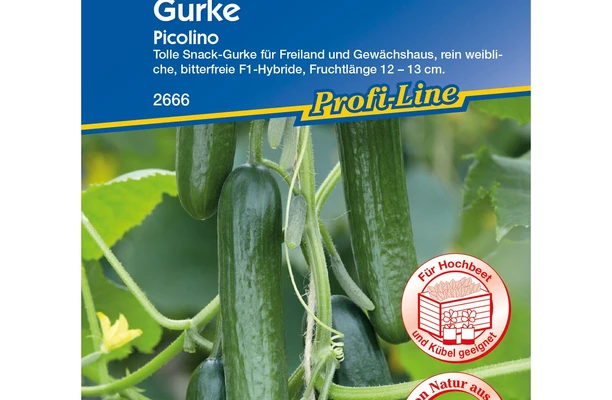 Gurke
Picolino
Tolle Snack-Gurke für Freiland und Gewächshaus, rein weibli-
che, bitterfreie F1-Hybride, Fruchtlänge 12 – 13 cm.
2666
Profi-Line
Für Hochbeet
und Kübel geeignet
Natur aus